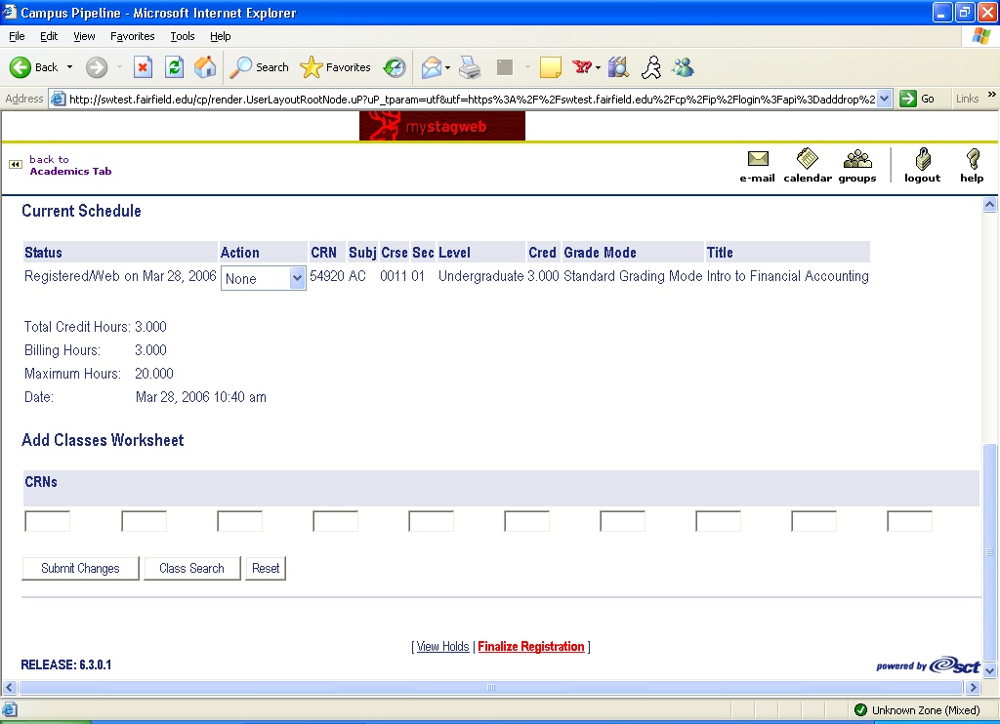 Campus Pipeline - Microsoft Internet Explorer
File Edit View Favorites Tools Help
Back Search Favorites
Address http://swtest.fairfield.edu/cp/render.UserLayoutRootNode.uP?uP_tparam=utf&utf=https%3A%2F%2Fswtest.fairfield.edu%2Fcp%2Fip%2Flogin%3Fapi%3Dadddrop%2 Go Links »
mystagweb
back to
Academics Tab
e-mail calendar groups logout help
Current Schedule
Status Action CRN Subj Crse Sec Level Cred Grade Mode Title
Registered/Web on Mar 28, 2006 None 54920 AC 0011 01 Undergraduate 3.000 Standard Grading Mode Intro to Financial Accounting
Total Credit Hours: 3.000
Billing Hours: 3.000
Maximum Hours: 20.000
Date: Mar 28, 2006 10:40 am
Add Classes Worksheet
CRNs
Submit Changes Class Search Reset
[ View Holds | Finalize Registration ]
RELEASE: 6.3.0.1
powered by sct
Unknown Zone (Mixed)